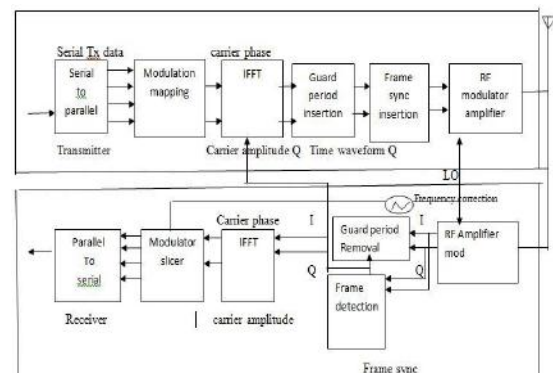 Serial Tx data
carrier phase
Serial
to
parallel
Modulation
mapping
IFFT
Guard
period
insertion
Frame
sync
insertion
RF
modulator
amplifier
Transmitter
Carrier amplitude Q
Time waveform Q
LO
Frequency correction
Carrier phase
I
I
Parallel
To
serial
Modulator
slicer
IFFT
Guard period
Removal
RF Amplifier
mod
Q
Q
Frame
detection
Receiver
carrier amplitude
Frame sync